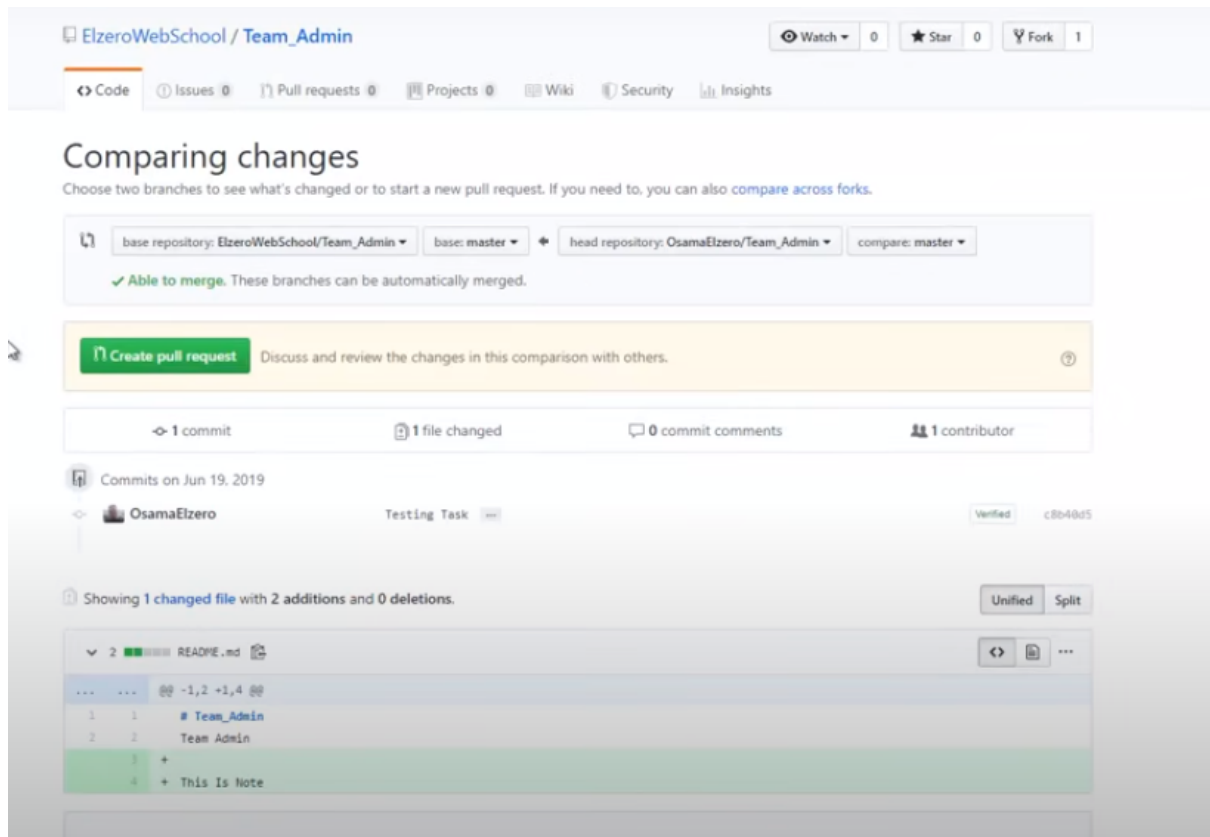 ElzeroWebSchool / Team_Admin
Watch 0 Star 0 Fork 1
Code Issues 0 Pull requests 0 Projects 0 Wiki Security Insights
Comparing changes
Choose two branches to see what's changed or to start a new pull request. If you need to, you can also compare across forks.
base repository: ElzeroWebSchool/Team_Admin base: master head repository: OsamaElzero/Team_Admin compare: master
Able to merge. These branches can be automatically merged.
Create pull request Discuss and review the changes in this comparison with others.
1 commit 1 file changed 0 commit comments 1 contributor
Commits on Jun 19, 2019
OsamaElzero Testing Task ... Verified c8b40d5
Showing 1 changed file with 2 additions and 0 deletions. Unified Split
2 README.md
... ... @@ -1,2 +1,4 @@
1 1 # Team_Admin
2 2 Team Admin
3 +
4 + This Is Note